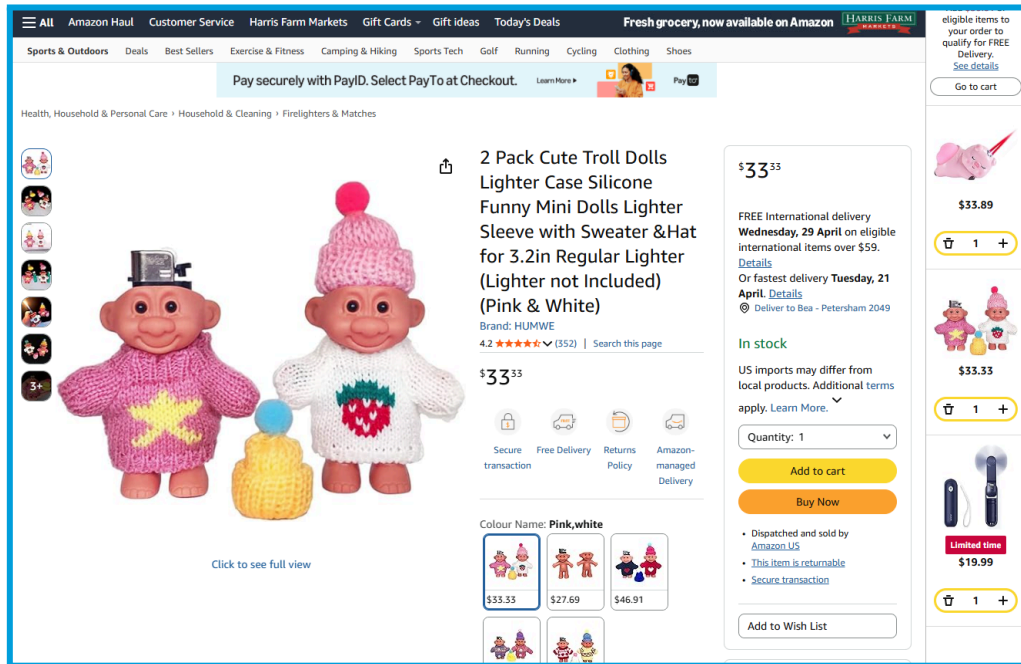 All Amazon Haul Customer Service Harris Farm Markets Gift Cards Gift ideas Today's Deals Fresh grocery, now available on Amazon HARRIS FARM MARKETS
Sports & Outdoors Deals Best Sellers Exercise & Fitness Camping & Hiking Sports Tech Golf Running Cycling Clothing Shoes
Pay securely with PayID. Select PayTo at Checkout. Learn More PayTo
Health, Household & Personal Care › Household & Cleaning › Firelighters & Matches
3+
Click to see full view
2 Pack Cute Troll Dolls
Lighter Case Silicone
Funny Mini Dolls Lighter
Sleeve with Sweater &Hat
for 3.2in Regular Lighter
(Lighter not Included)
(Pink & White)
Brand: HUMWE
4.2 (352) | Search this page
$33.33
Secure transaction
Free Delivery
Returns Policy
Amazon-managed Delivery
Colour Name: Pink,white
$33.33 $27.69 $46.91
$33.33
FREE International delivery
Wednesday, 29 April on eligible
international items over $59.
Details
Or fastest delivery Tuesday, 21
April. Details
Deliver to Bea - Petersham 2049
In stock
US imports may differ from
local products. Additional terms
apply. Learn More.
Quantity: 1
Add to cart
Buy Now
• Dispatched and sold by
Amazon US
• This item is returnable
• Secure transaction
Add to Wish List
eligible items to
your order to
qualify for FREE
Delivery.
See details
Go to cart
$33.89
1 +
$33.33
1 +
Limited time
$19.99
1 +